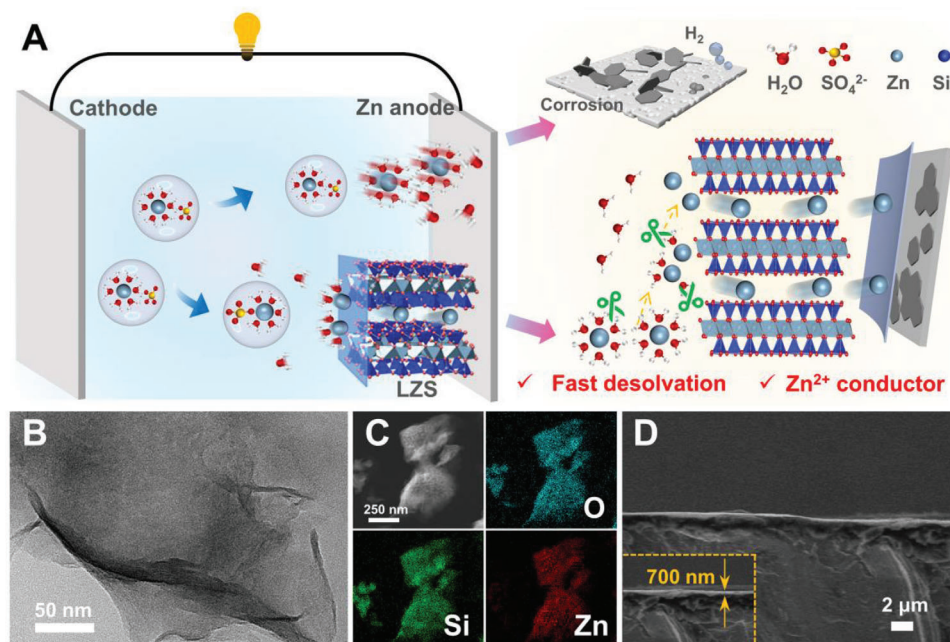 A
Cathode
Zn anode
LZS
H₂
Corrosion
H₂O
SO₄²⁻
Zn
Si
✓ Fast desolvation
✓ Zn²⁺ conductor
B
50 nm
C
250 nm
O
Si
Zn
D
700 nm
2 μm